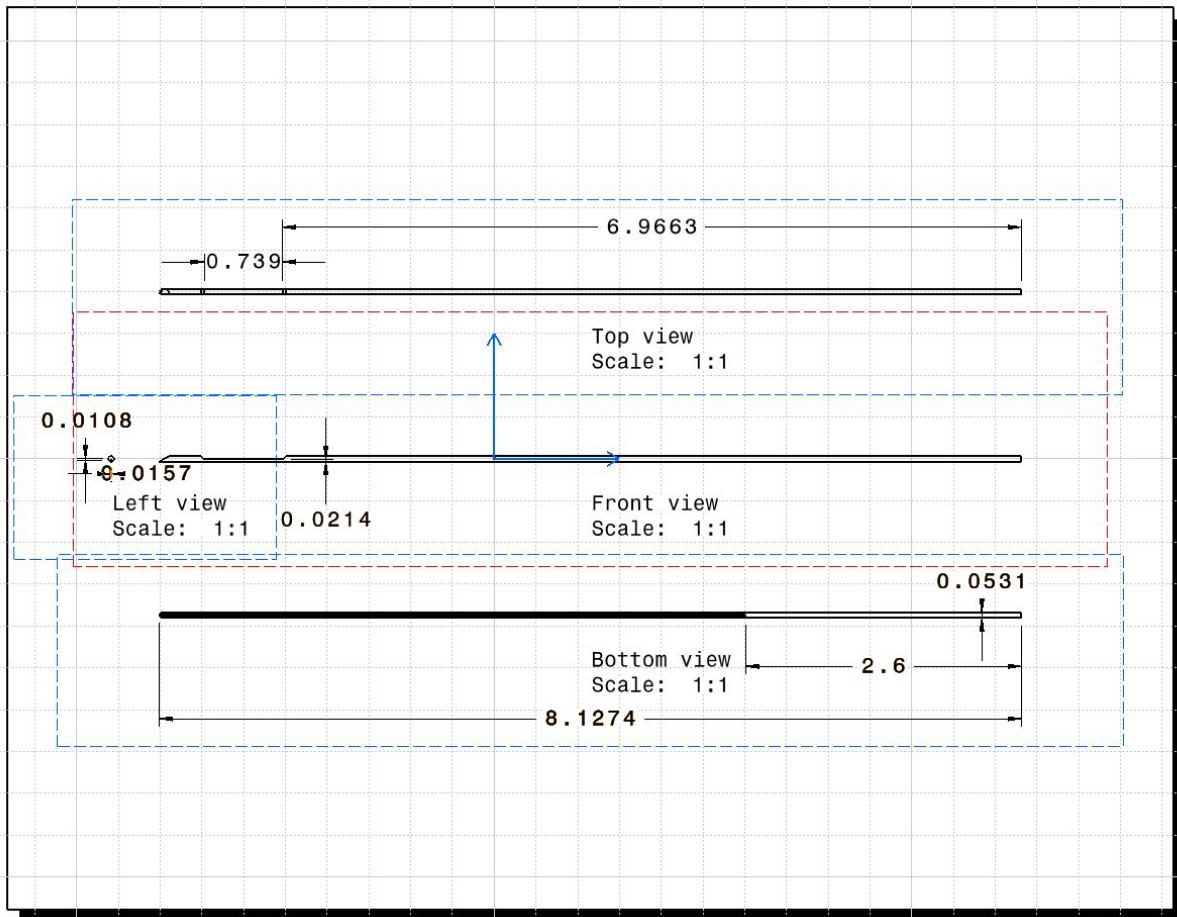 6.9663
0.739
Top view
Scale: 1:1
0.0108
0.0157
Left view
Scale: 1:1
0.0214
Front view
Scale: 1:1
0.0531
Bottom view
Scale: 1:1
2.6
8.1274